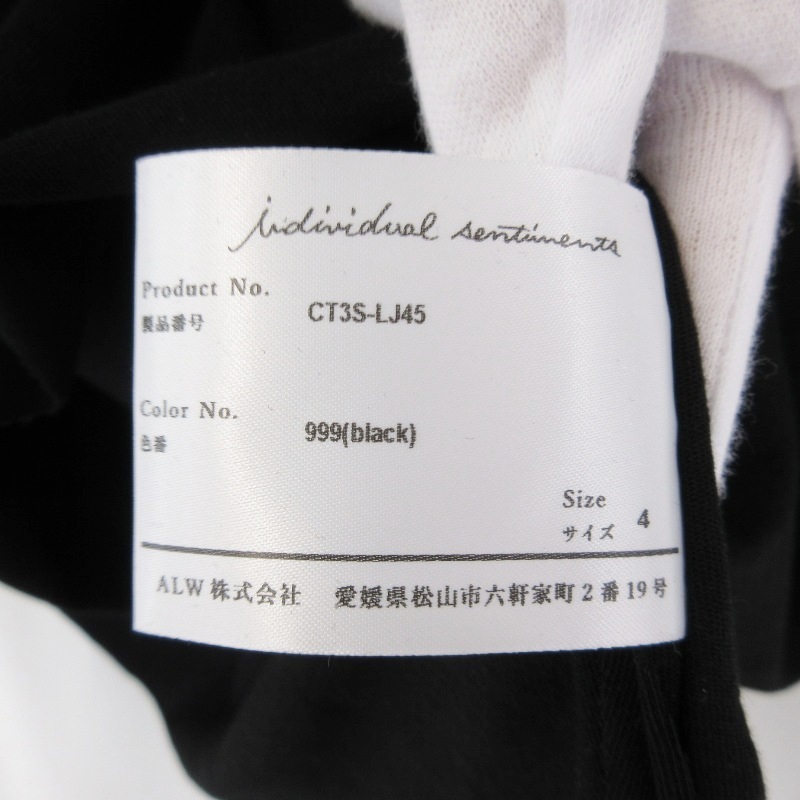 individual sentiments
Product No.
製品番号 CT3S-LJ45
Color No.
色番 999(black)
Size
サイズ 4
ALW株式会社 愛媛県松山市六軒家町2番19号